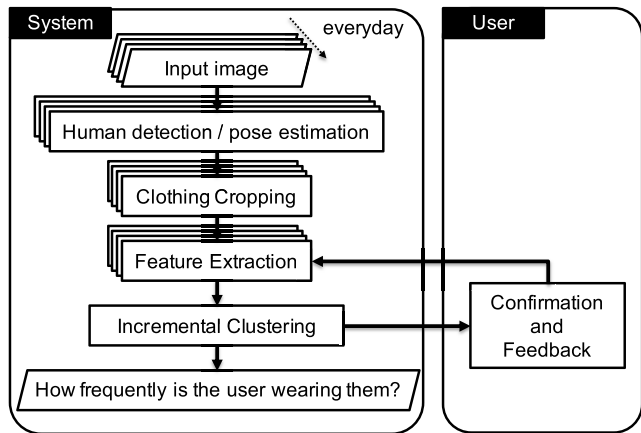 System
User
everyday
Input image
Human detection / pose estimation
Clothing Cropping
Feature Extraction
Incremental Clustering
Confirmation
and
Feedback
How frequently is the user wearing them?